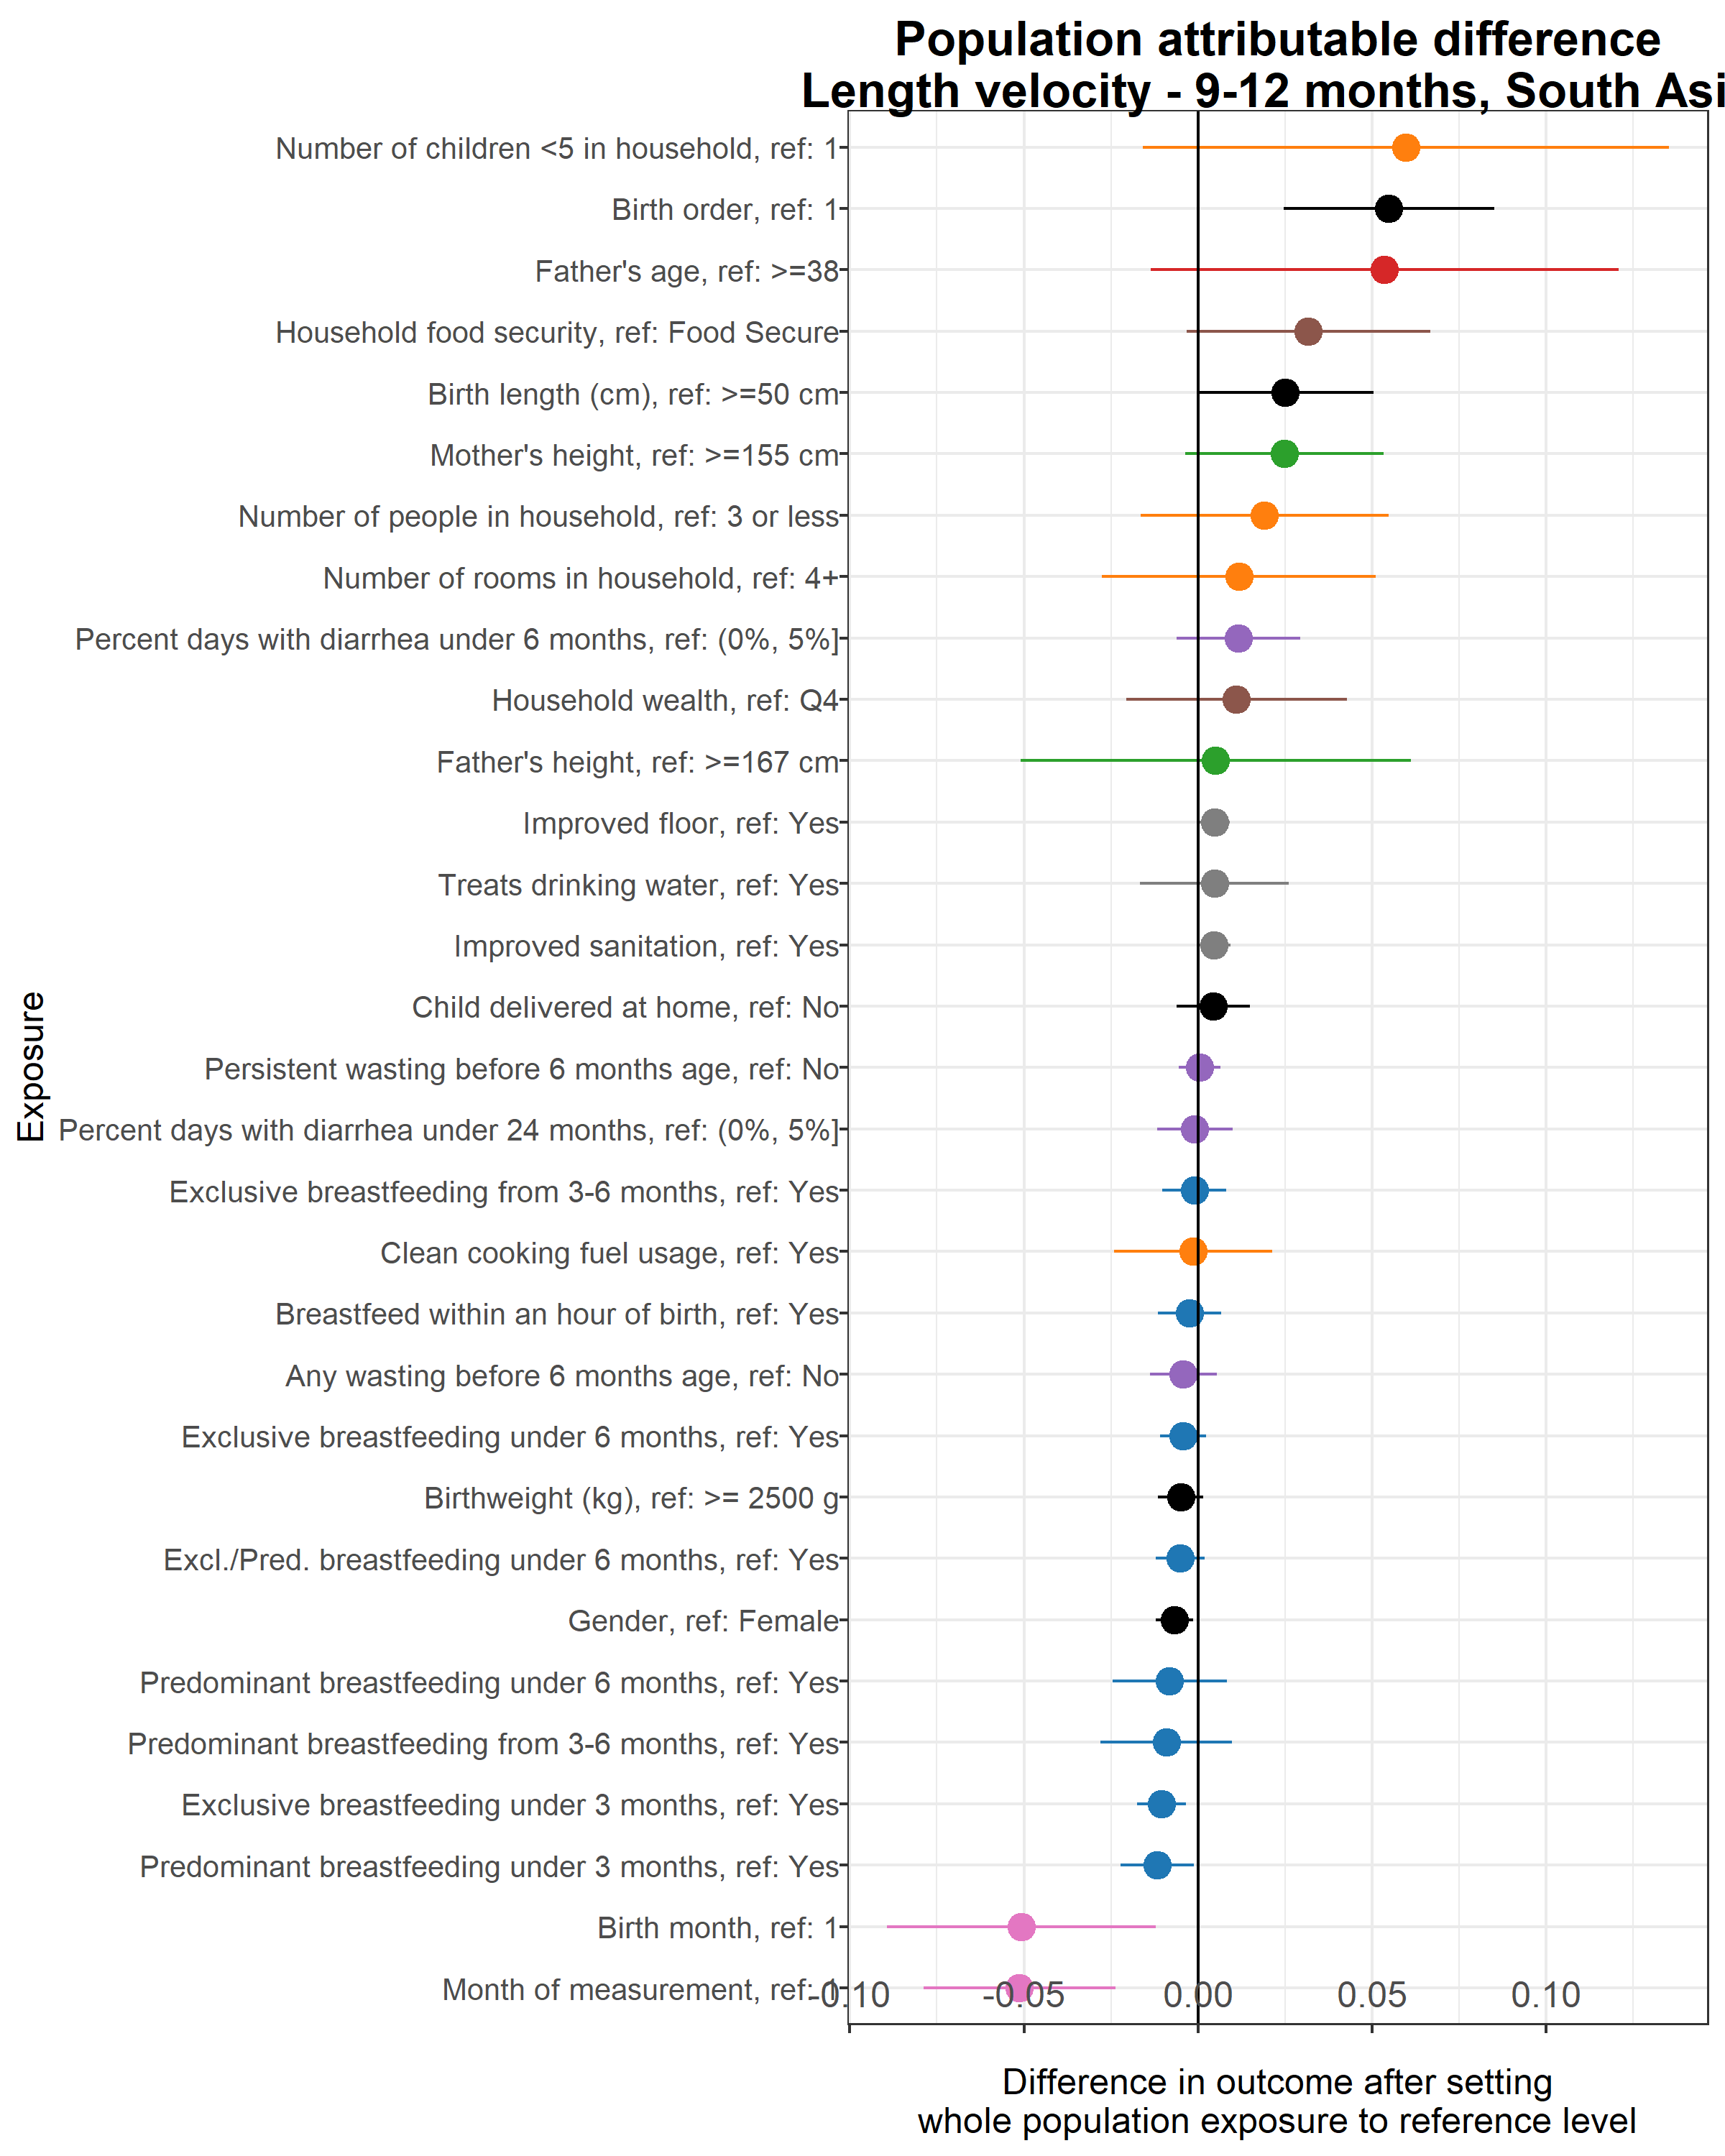 Population attributable difference
Length velocity - 9-12 months, South Asi
Number of children <5 in household, ref: 1
Birth order, ref: 1
Father's age, ref: >=38
Household food security, ref: Food Secure
Birth length (cm), ref: >=50 cm
Mother's height, ref: >=155 cm
Number of people in household, ref: 3 or less
Number of rooms in household, ref: 4+
Percent days with diarrhea under 6 months, ref: (0%, 5%]
Household wealth, ref: Q4
Father's height, ref: >=167 cm
Improved floor, ref: Yes
Treats drinking water, ref: Yes
Improved sanitation, ref: Yes
Child delivered at home, ref: No
Persistent wasting before 6 months age, ref: No
Percent days with diarrhea under 24 months, ref: (0%, 5%]
Exclusive breastfeeding from 3-6 months, ref: Yes
Clean cooking fuel usage, ref: Yes
Breastfeed within an hour of birth, ref: Yes
Any wasting before 6 months age, ref: No
Exclusive breastfeeding under 6 months, ref: Yes
Birthweight (kg), ref: >= 2500 g
Excl./Pred. breastfeeding under 6 months, ref: Yes
Gender, ref: Female
Predominant breastfeeding under 6 months, ref: Yes
Predominant breastfeeding from 3-6 months, ref: Yes
Exclusive breastfeeding under 3 months, ref: Yes
Predominant breastfeeding under 3 months, ref: Yes
Birth month, ref: 1
Month of measurement, ref: 1
Exposure
-0.10 -0.05 0.00 0.05 0.10
Difference in outcome after setting
whole population exposure to reference level